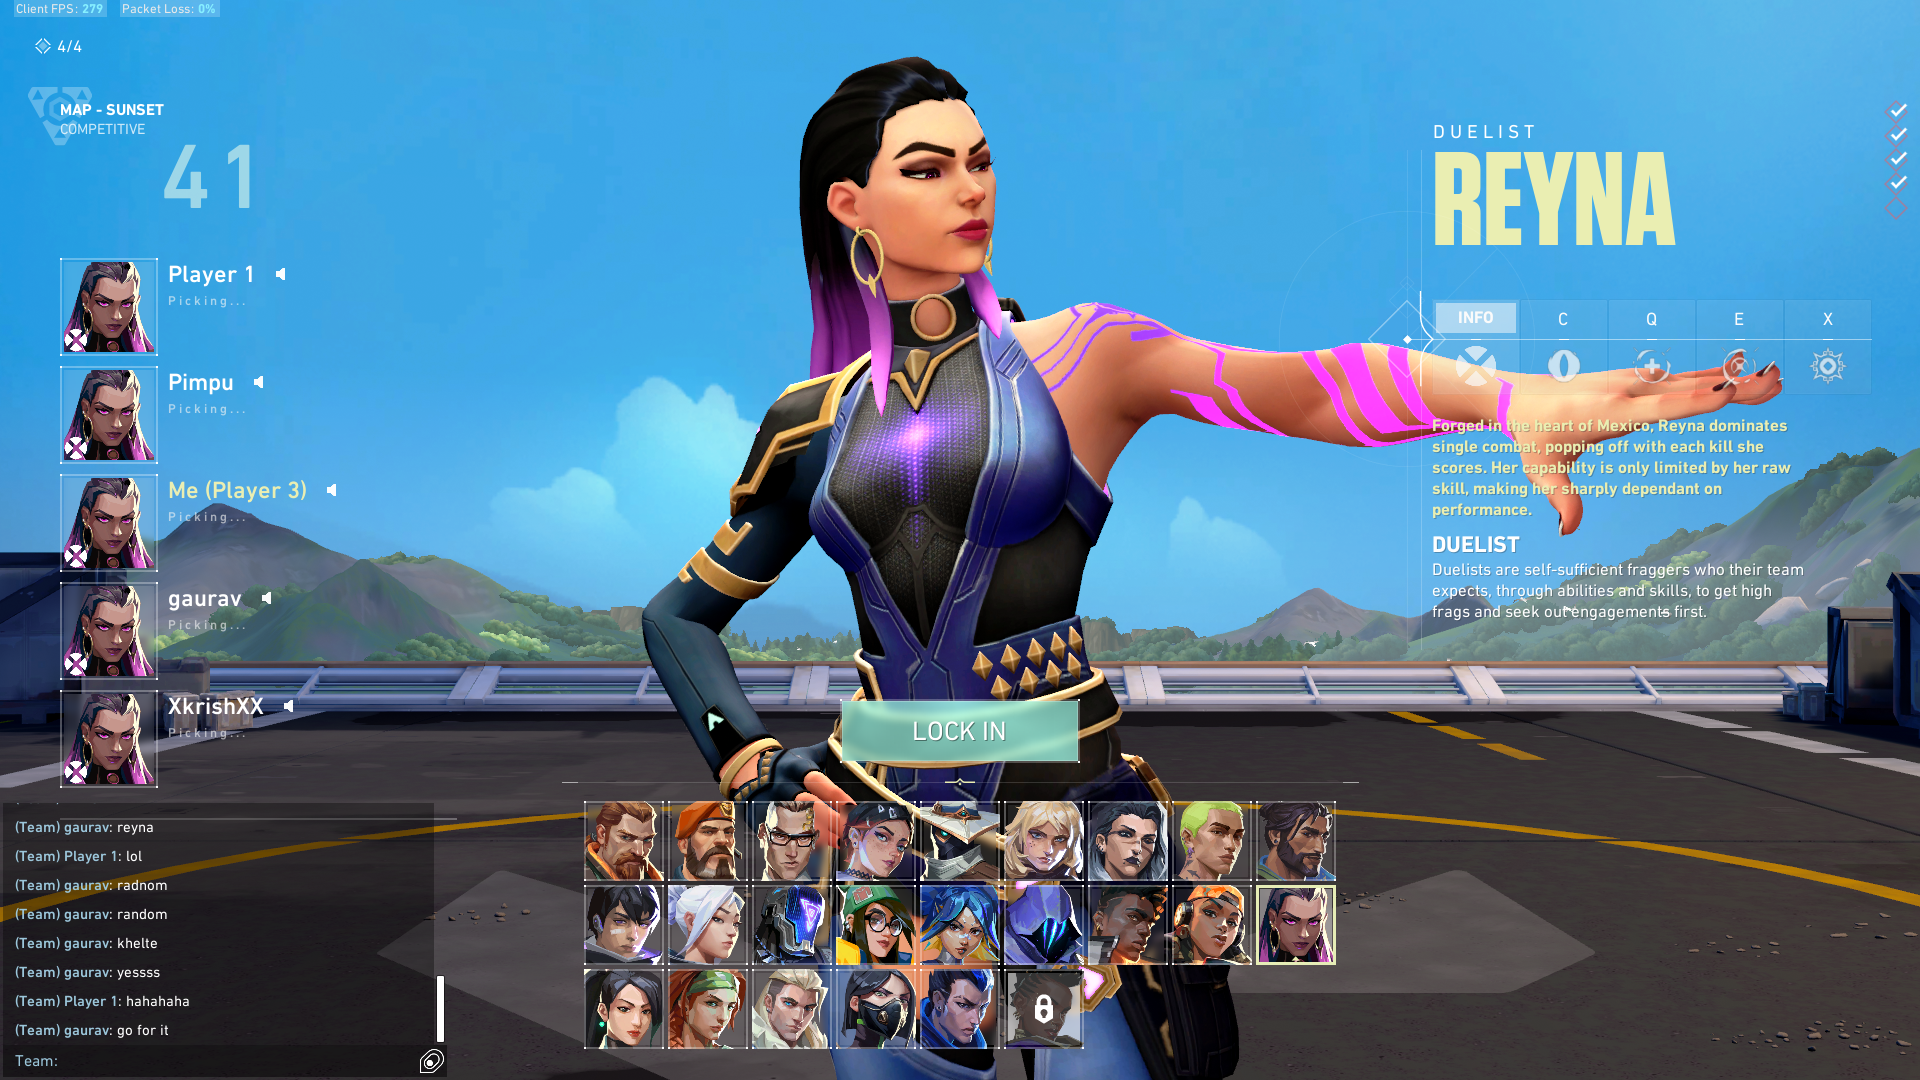 Client FPS: 279 Packet Loss: 0%
4/4
MAP - SUNSET
COMPETITIVE
41
Player 1
Picking...
Pimpu
Picking...
Me (Player 3)
Picking...
gaurav
Picking...
XkrishXX
Picking...
(Team) gaurav: reyna
(Team) Player 1: lol
(Team) gaurav: radnom
(Team) gaurav: random
(Team) gaurav: khelte
(Team) gaurav: yessss
(Team) Player 1: hahahaha
(Team) gaurav: go for it
Team:
LOCK IN
DUELIST
REYNA
INFO C Q E X
Forged in the heart of Mexico, Reyna dominates
single combat, popping off with each kill she
scores. Her capability is only limited by her raw
skill, making her sharply dependant on
performance.
DUELIST
Duelists are self-sufficient fraggers who their team
expects, through abilities and skills, to get high
frags and seek out engagements first.